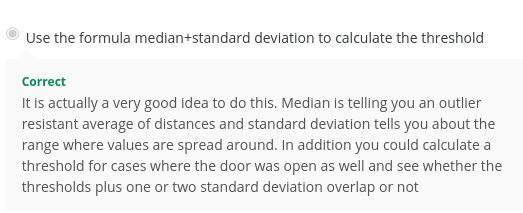 Use the formula median+standard deviation to calculate the threshold
Correct
It is actually a very good idea to do this. Median is telling you an outlier
resistant average of distances and standard deviation tells you about the
range where values are spread around. In addition you could calculate a
threshold for cases where the door was open as well and see whether the
thresholds plus one or two standard deviation overlap or not